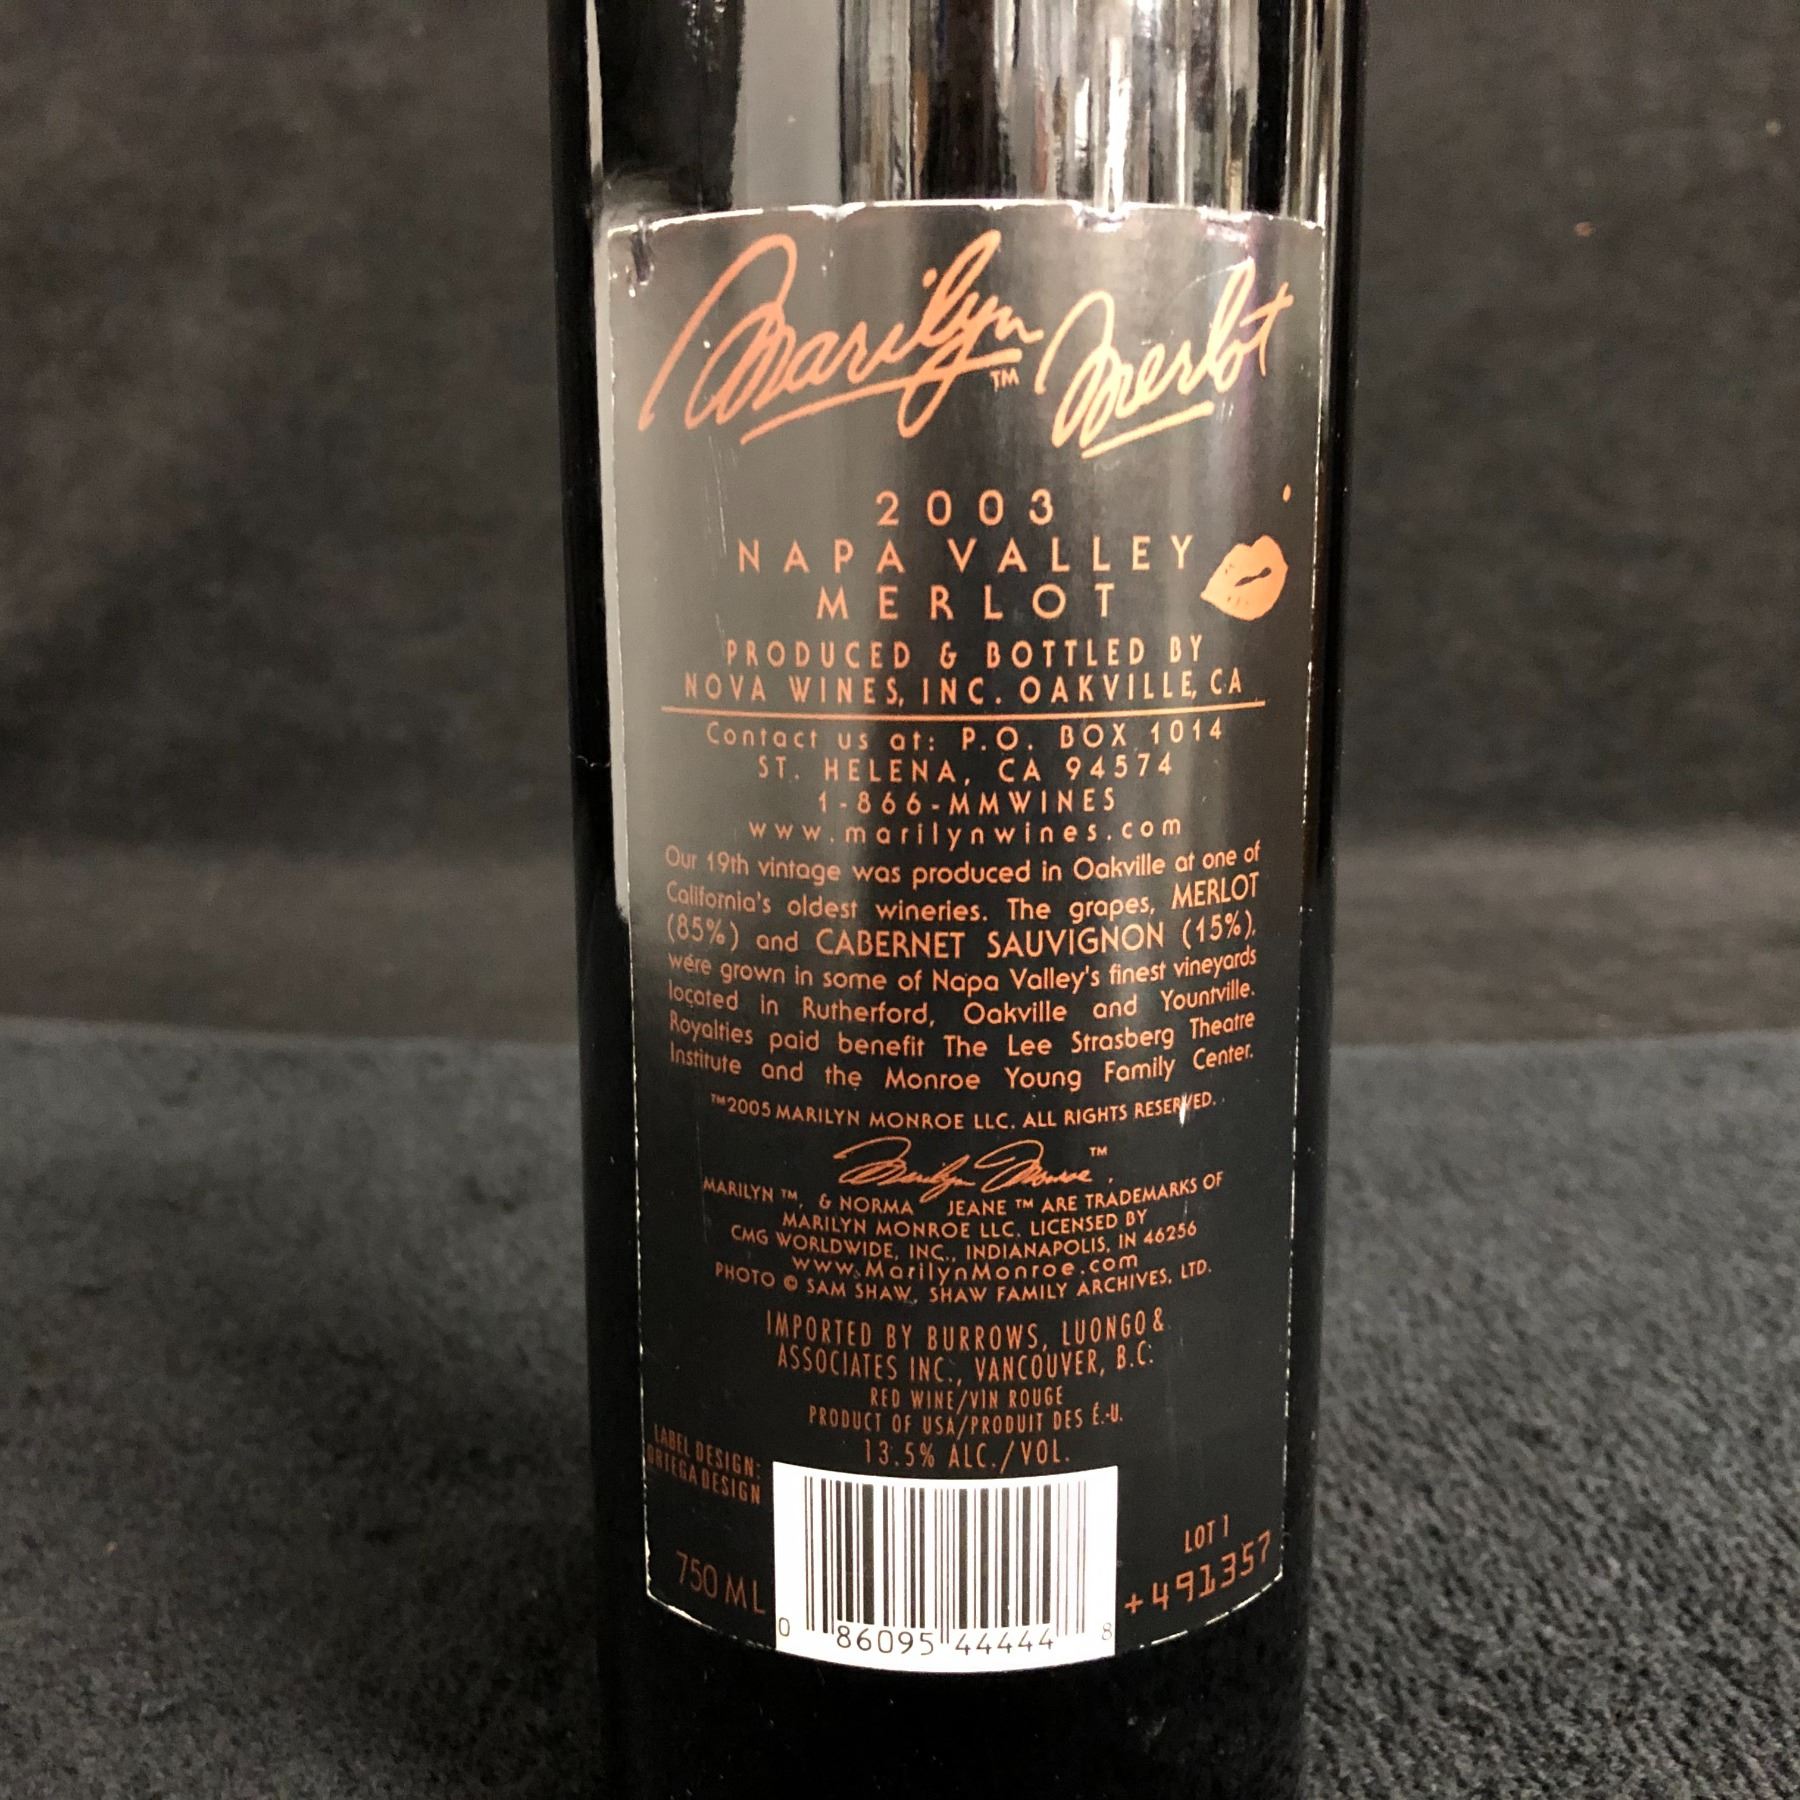 Marilyn™ Merlot
2003
NAPA VALLEY
MERLOT
PRODUCED & BOTTLED BY
NOVA WINES, INC. OAKVILLE, CA
Contact us at: P.O. BOX 1014
ST. HELENA, CA 94574
1-866-MMWINES
www.marilynwines.com
Our 19th vintage was produced in Oakville at one of
California's oldest wineries. The grapes, MERLOT
(85%) and CABERNET SAUVIGNON (15%),
were grown in some of Napa Valley's finest vineyards
located in Rutherford, Oakville and Yountville.
Royalties paid benefit The Lee Strasberg Theatre
Institute and the Monroe Young Family Center.
™2005 MARILYN MONROE LLC. ALL RIGHTS RESERVED.
Marilyn Monroe™.
MARILYN ™, & NORMA JEANE ™ ARE TRADEMARKS OF
MARILYN MONROE LLC. LICENSED BY
CMG WORLDWIDE, INC., INDIANAPOLIS, IN 46256
www.MarilynMonroe.com
PHOTO © SAM SHAW, SHAW FAMILY ARCHIVES, LTD.
IMPORTED BY BURROWS, LUONGO &
ASSOCIATES INC., VANCOUVER, B.C.
RED WINE/VIN ROUGE
PRODUCT OF USA/PRODUIT DES É.-U.
13.5% ALC./VOL.
LABEL DESIGN:
ORTEGA DESIGN
750 ML
0 86095 44444 8
LOT 1
+491357